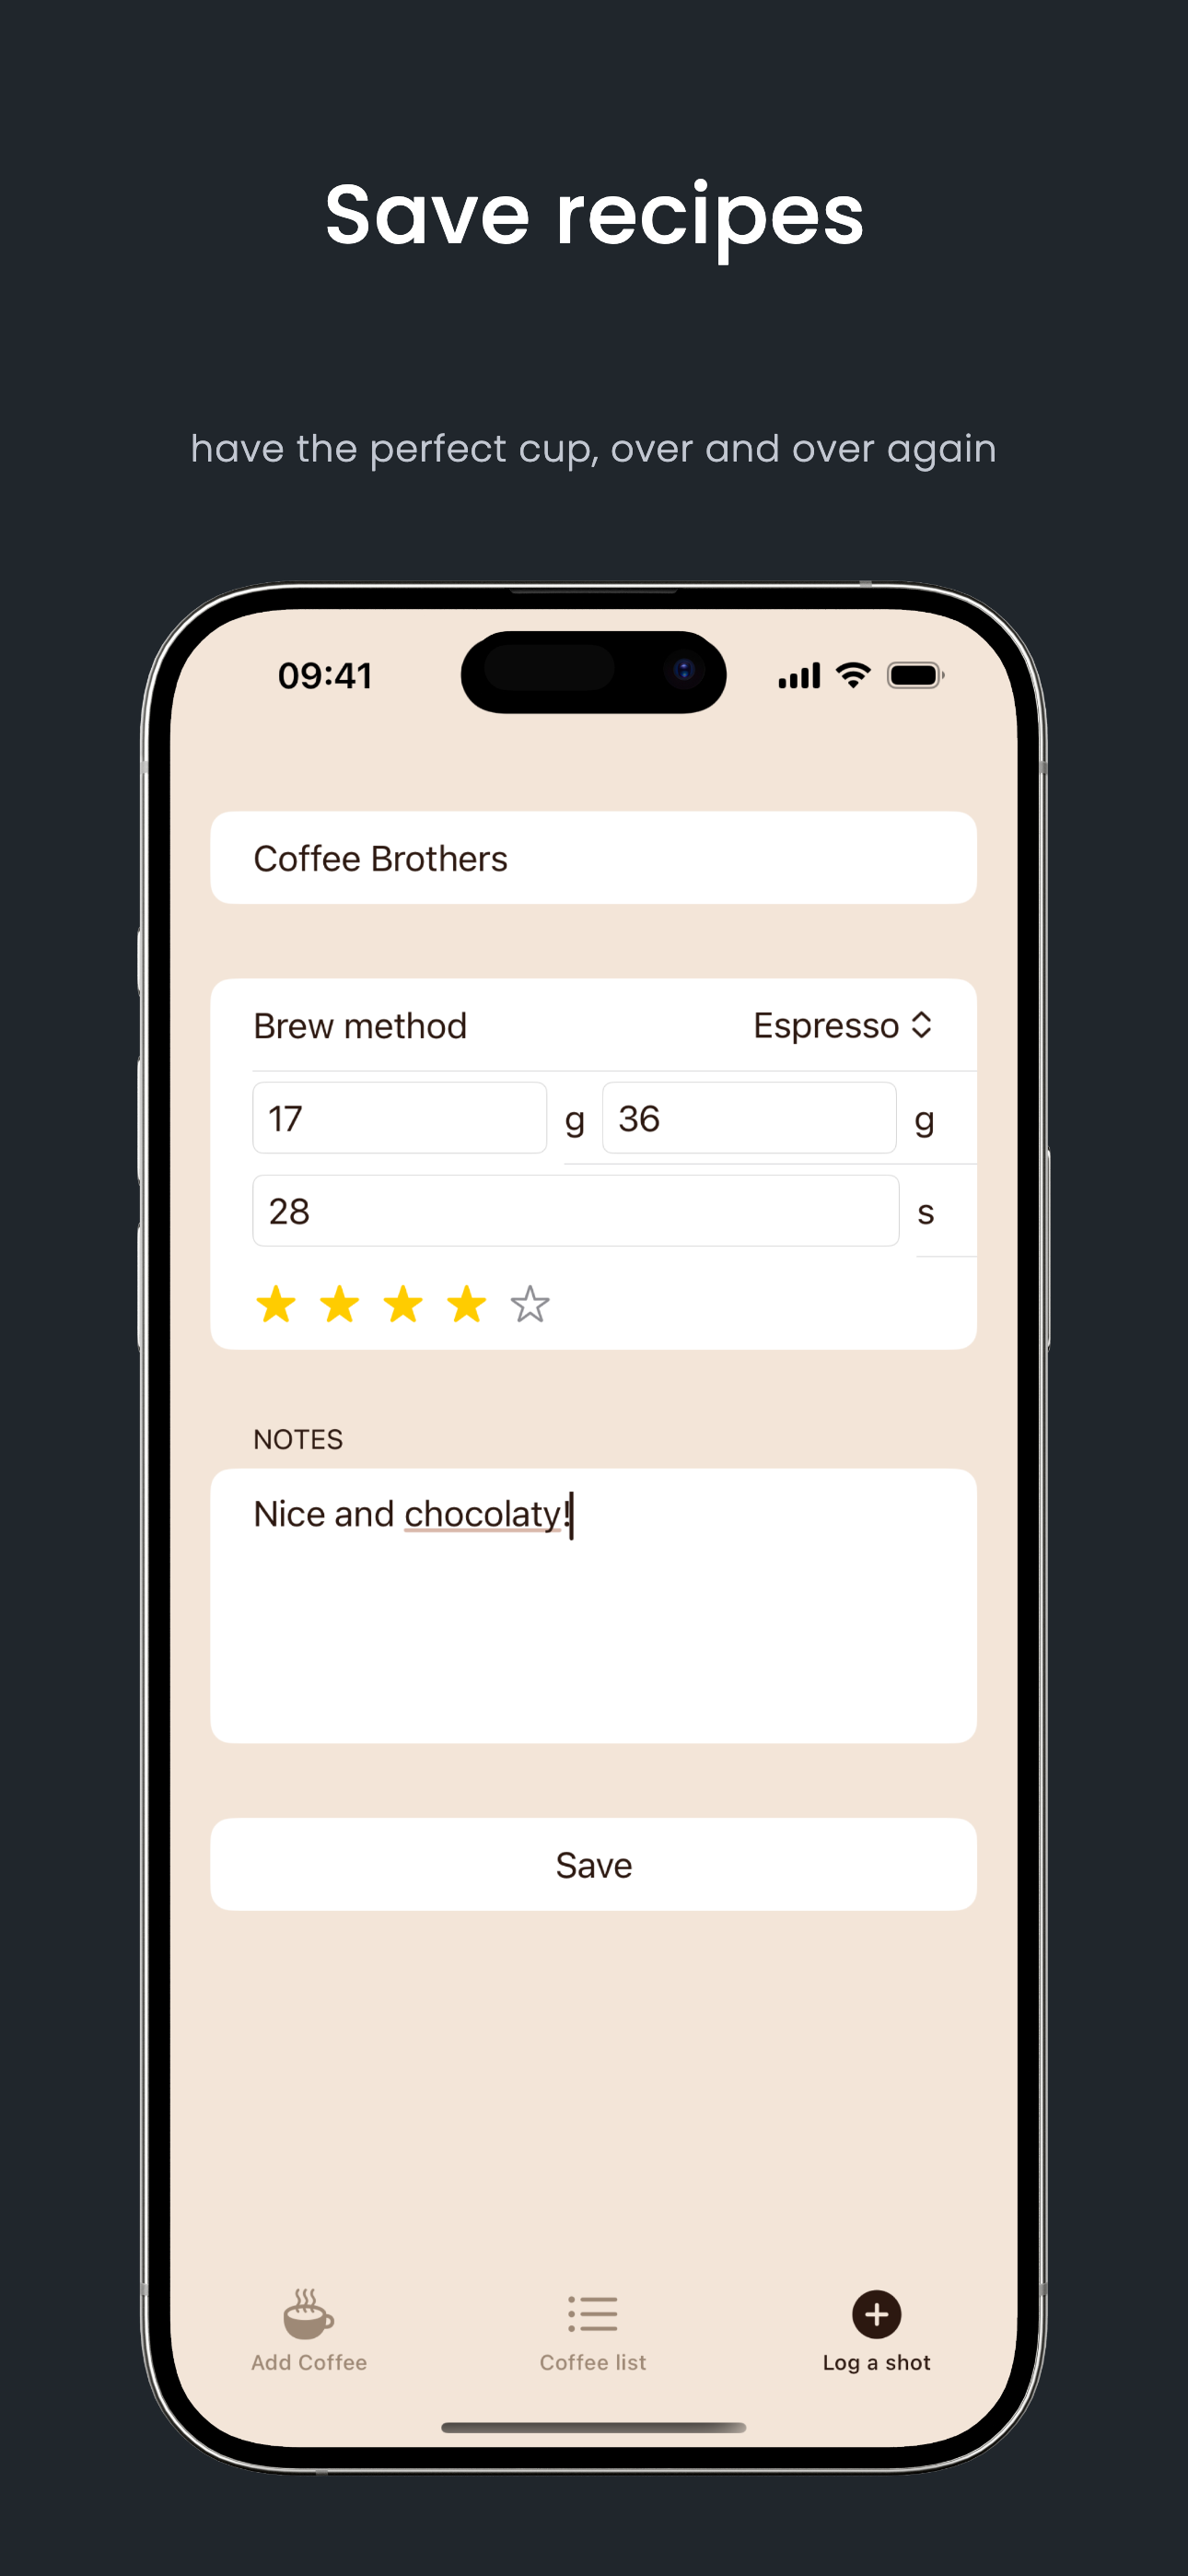 Save recipes
have the perfect cup, over and over again
09:41
Coffee Brothers
Brew method Espresso
17 g 36 g
28 s
NOTES
Nice and chocolaty!
Save
Add Coffee Coffee list Log a shot